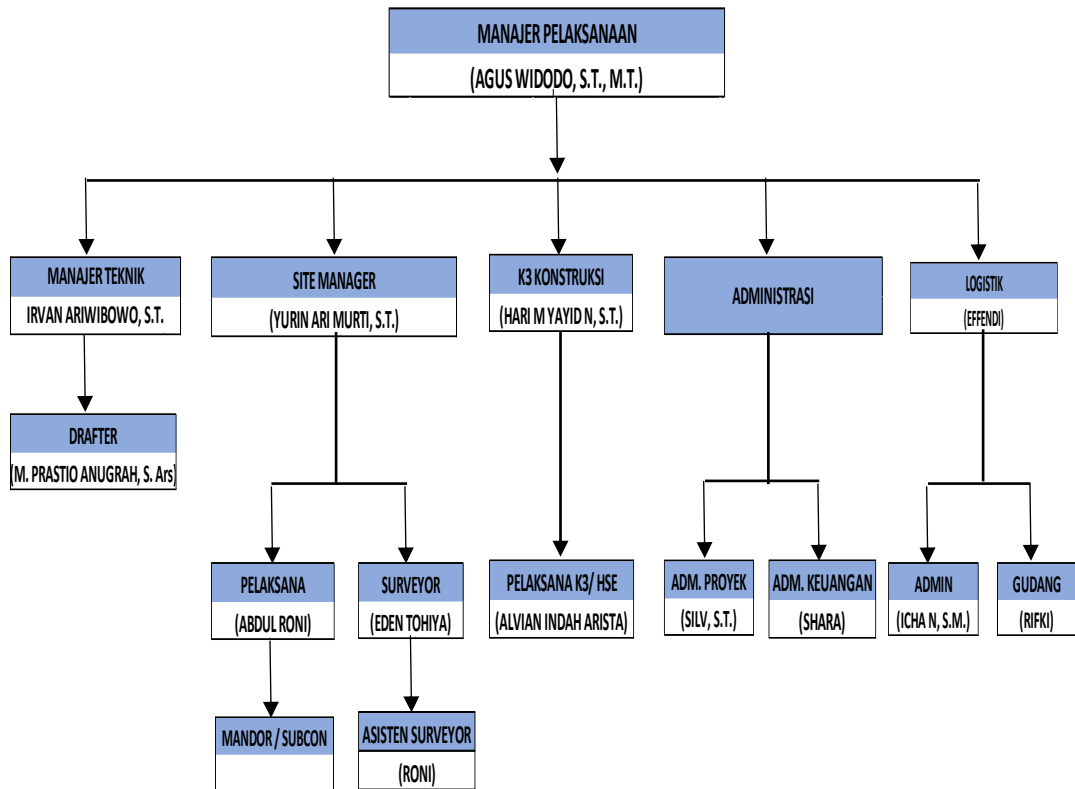 MANAJER PELAKSANAAN
(AGUS WIDODO, S.T., M.T.)
MANAJER TEKNIK
IRVAN ARIWIBOWO, S.T.
SITE MANAGER
(YURIN ARI MURTI, S.T.)
K3 KONSTRUKSI
(HARI M YAYID N, S.T.)
ADMINISTRASI
LOGISTIK
(EFFENDI)
DRAFTER
(M. PRASTIO ANUGRAH, S. Ars)
PELAKSANA
(ABDUL RONI)
SURVEYOR
(EDEN TOHIYA)
PELAKSANA K3/ HSE
(ALVIAN INDAH ARISTA)
ADM. PROYEK
(SILV, S.T.)
ADM. KEUANGAN
(SHARA)
ADMIN
(ICHA N, S.M.)
GUDANG
(RIFKI)
MANDOR / SUBCON
ASISTEN SURVEYOR
(RONI)